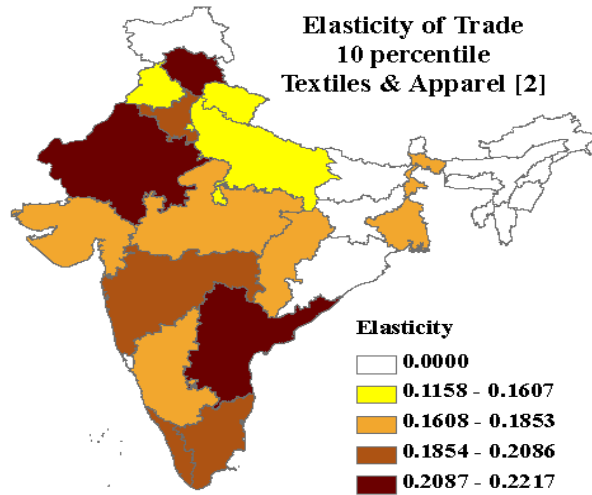 Elasticity of Trade
10 percentile
Textiles & Apparel [2]
Elasticity
0.0000
0.1158 - 0.1607
0.1608 - 0.1853
0.1854 - 0.2086
0.2087 - 0.2217